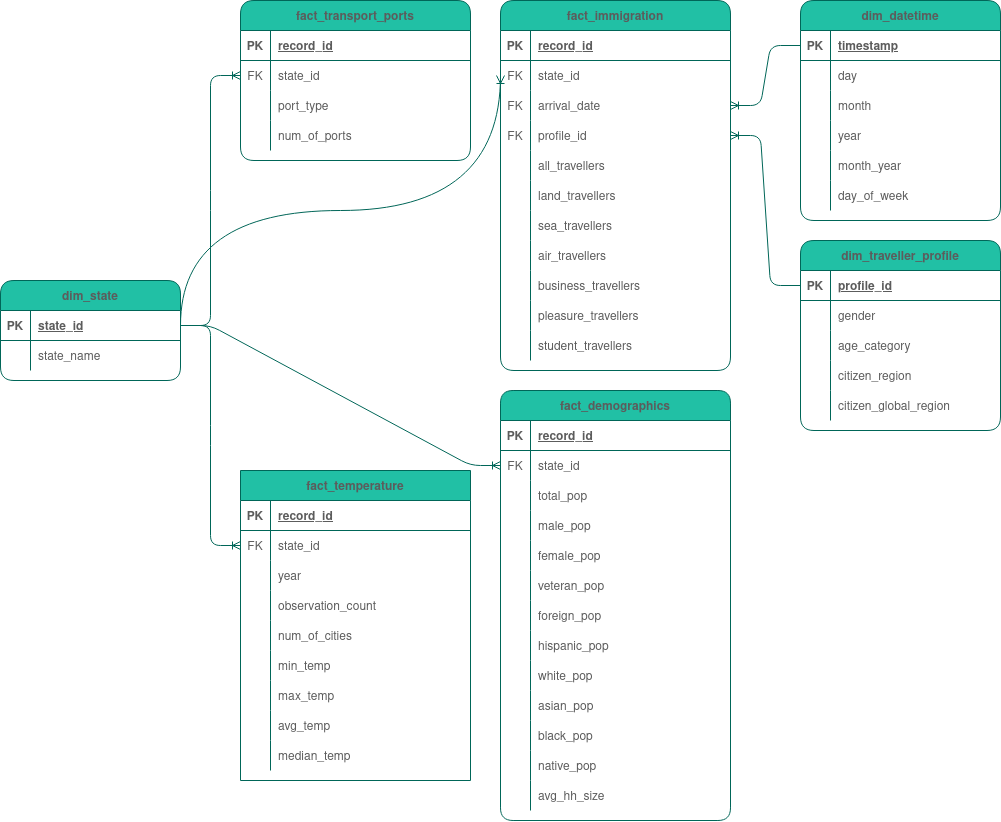 fact_transport_ports
PK record_id
FK state_id
port_type
num_of_ports
fact_immigration
PK record_id
FK state_id
FK arrival_date
FK profile_id
all_travellers
land_travellers
sea_travellers
air_travellers
business_travellers
pleasure_travellers
student_travellers
dim_datetime
PK timestamp
day
month
year
month_year
day_of_week
dim_traveller_profile
PK profile_id
gender
age_category
citizen_region
citizen_global_region
dim_state
PK state_id
state_name
fact_demographics
PK record_id
FK state_id
total_pop
male_pop
female_pop
veteran_pop
foreign_pop
hispanic_pop
white_pop
asian_pop
black_pop
native_pop
avg_hh_size
fact_temperature
PK record_id
FK state_id
year
observation_count
num_of_cities
min_temp
max_temp
avg_temp
median_temp